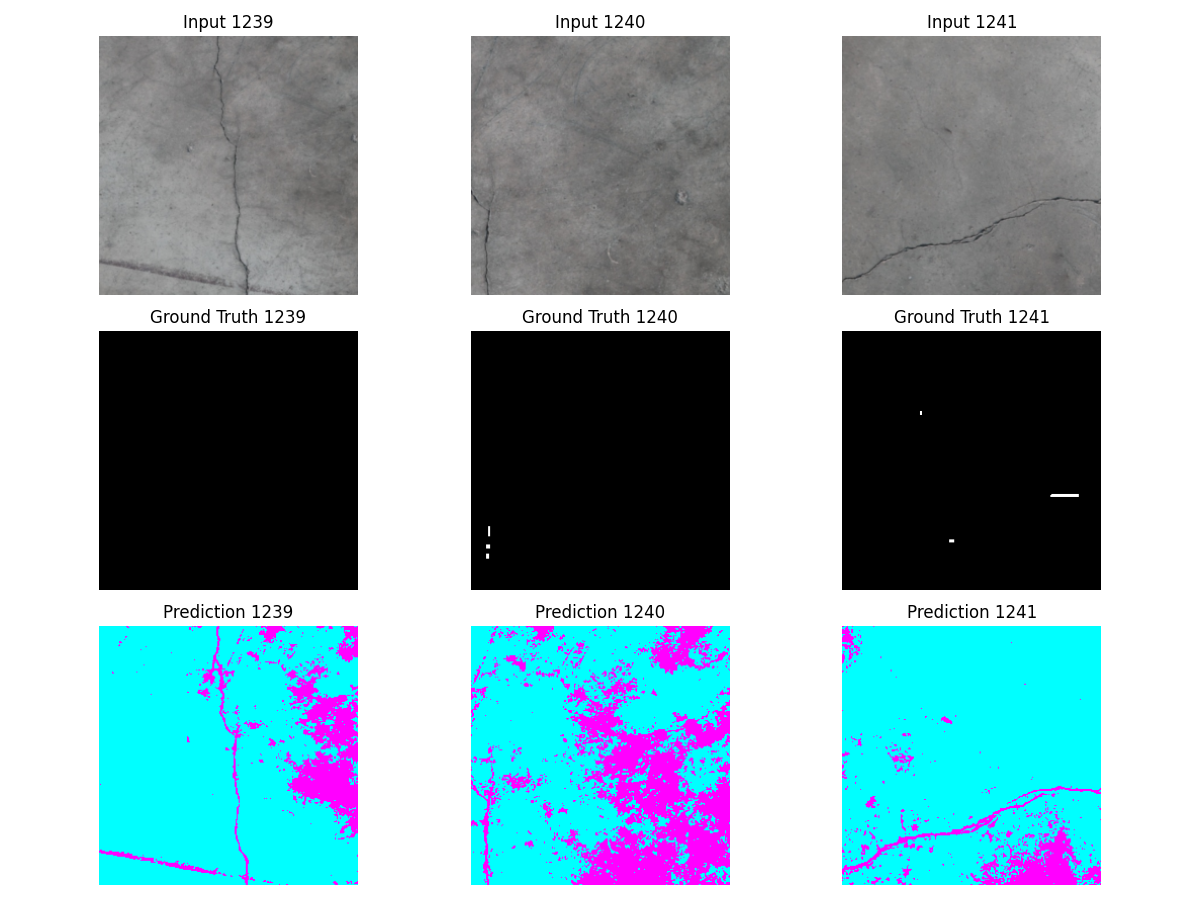 Input 1239
Input 1240
Input 1241
Ground Truth 1239
Ground Truth 1240
Ground Truth 1241
Prediction 1239
Prediction 1240
Prediction 1241